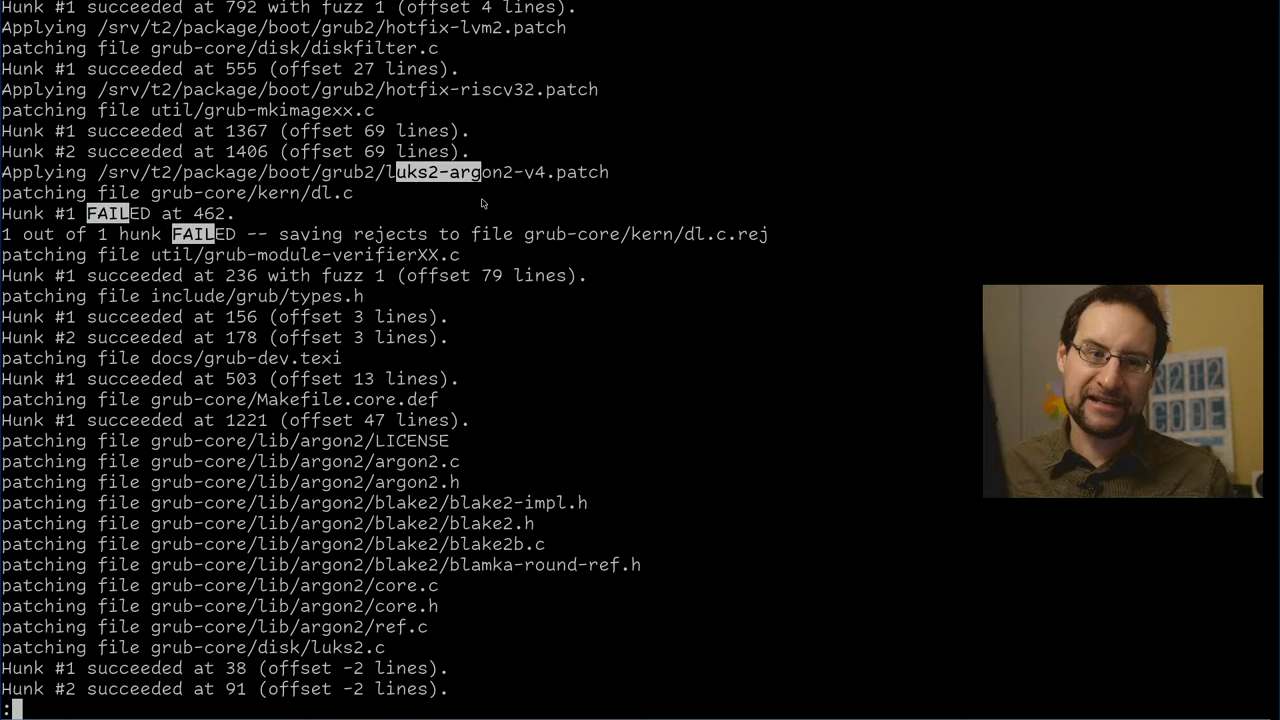 Hunk #1 succeeded at 792 with fuzz 1 (offset 4 lines).
Applying /srv/t2/package/boot/grub2/hotfix-lvm2.patch
patching file grub-core/disk/diskfilter.c
Hunk #1 succeeded at 555 (offset 27 lines).
Applying /srv/t2/package/boot/grub2/hotfix-riscv32.patch
patching file util/grub-mkimagexx.c
Hunk #1 succeeded at 1367 (offset 69 lines).
Hunk #2 succeeded at 1406 (offset 69 lines).
Applying /srv/t2/package/boot/grub2/luks2-argon2-v4.patch
patching file grub-core/kern/dl.c
Hunk #1 FAILED at 462.
1 out of 1 hunk FAILED -- saving rejects to file grub-core/kern/dl.c.rej
patching file util/grub-module-verifierXX.c
Hunk #1 succeeded at 236 with fuzz 1 (offset 79 lines).
patching file include/grub/types.h
Hunk #1 succeeded at 156 (offset 3 lines).
Hunk #2 succeeded at 178 (offset 3 lines).
patching file docs/grub-dev.texi
Hunk #1 succeeded at 503 (offset 13 lines).
patching file grub-core/Makefile.core.def
Hunk #1 succeeded at 1221 (offset 47 lines).
patching file grub-core/lib/argon2/LICENSE
patching file grub-core/lib/argon2/argon2.c
patching file grub-core/lib/argon2/argon2.h
patching file grub-core/lib/argon2/blake2/blake2-impl.h
patching file grub-core/lib/argon2/blake2/blake2.h
patching file grub-core/lib/argon2/blake2/blake2b.c
patching file grub-core/lib/argon2/blake2/blamka-round-ref.h
patching file grub-core/lib/argon2/core.c
patching file grub-core/lib/argon2/core.h
patching file grub-core/lib/argon2/ref.c
patching file grub-core/disk/luks2.c
Hunk #1 succeeded at 38 (offset -2 lines).
Hunk #2 succeeded at 91 (offset -2 lines).
:
CODE